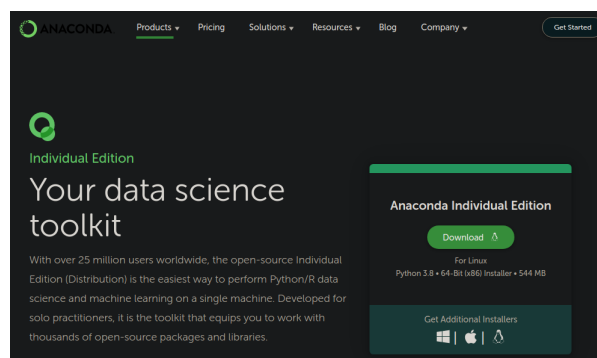 ANACONDA.
Products
Pricing
Solutions
Resources
Blog
Company
Get Started
Individual Edition
Your data science
toolkit
With over 25 million users worldwide, the open-source Individual
Edition (Distribution) is the easiest way to perform Python/R data
science and machine learning on a single machine. Developed for
solo practitioners, it is the toolkit that equips you to work with
thousands of open-source packages and libraries.
Anaconda Individual Edition
Download
For Linux
Python 3.8 • 64-Bit (x86) Installer • 544 MB
Get Additional Installers